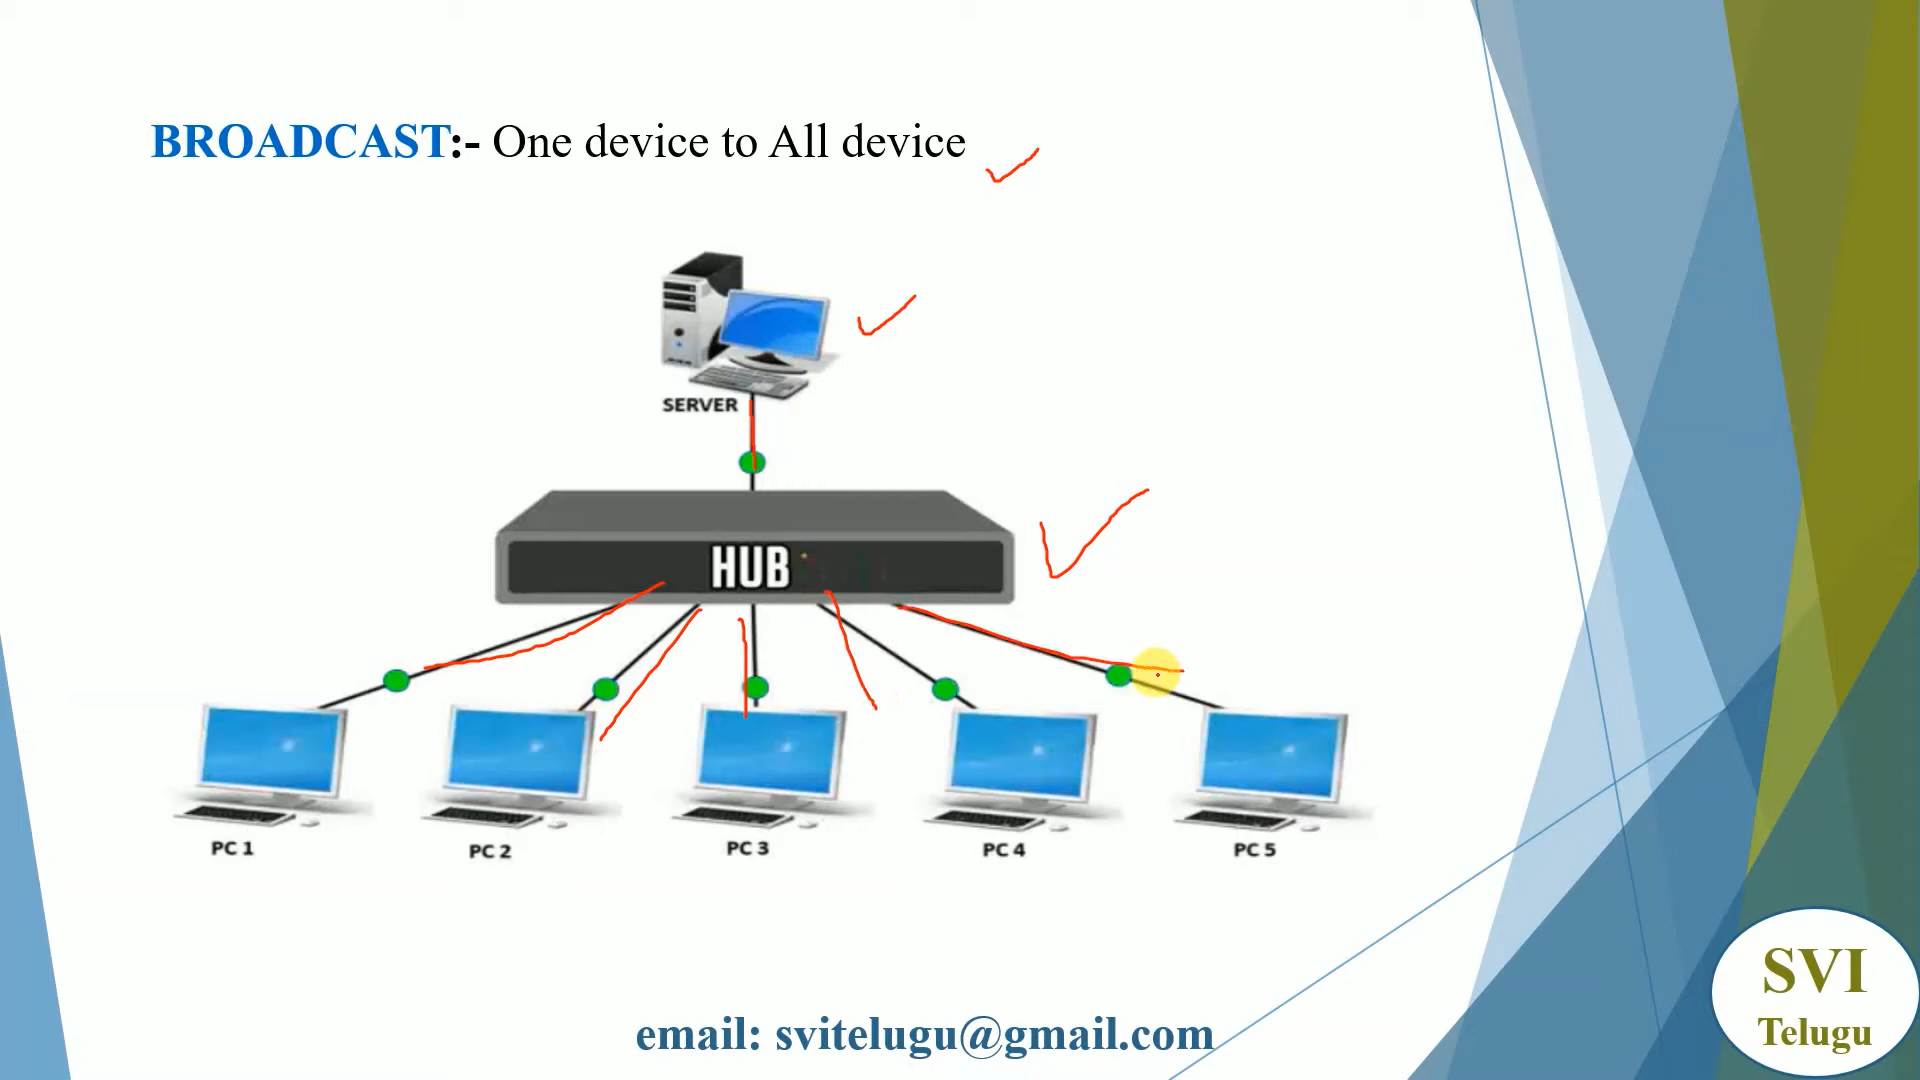 BROADCAST:- One device to All device
SERVER
HUB
PC 1
PC 2
PC 3
PC 4
PC 5
SVI
Telugu
email: svitelugu@gmail.com